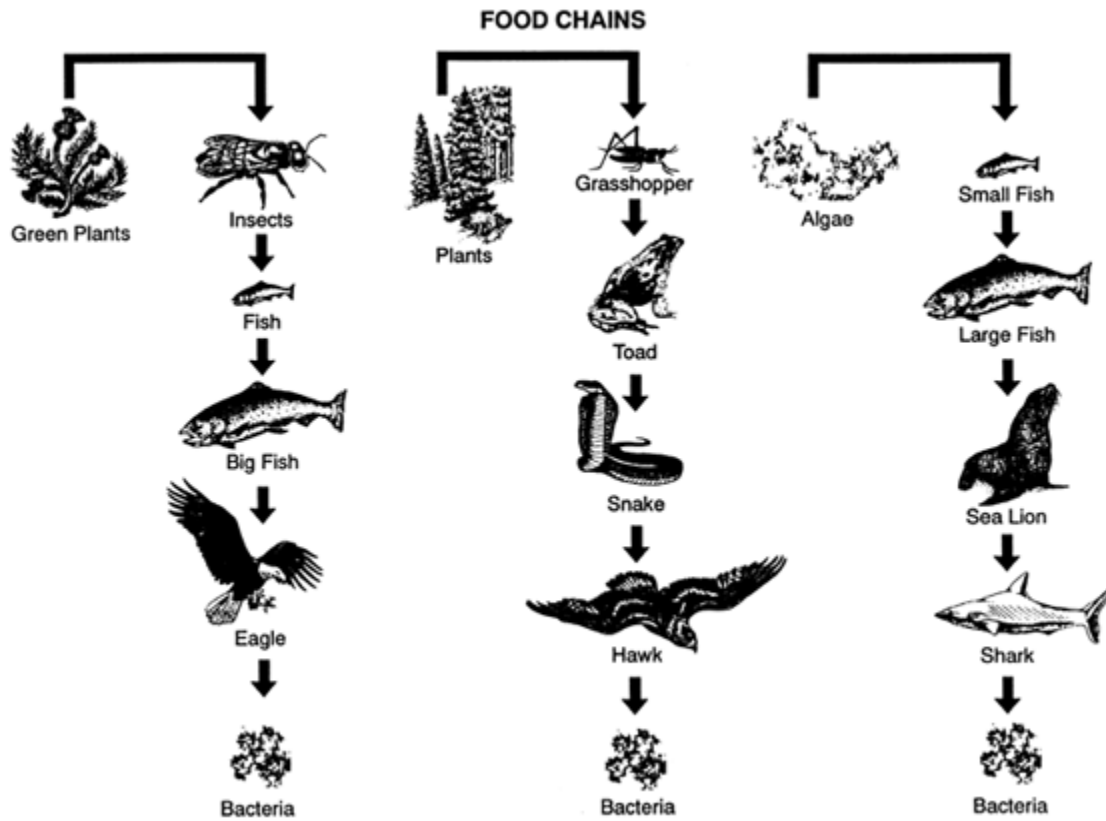 FOOD CHAINS
Green Plants
Insects
Fish
Big Fish
Eagle
Bacteria
Plants
Grasshopper
Toad
Snake
Hawk
Bacteria
Algae
Small Fish
Large Fish
Sea Lion
Shark
Bacteria